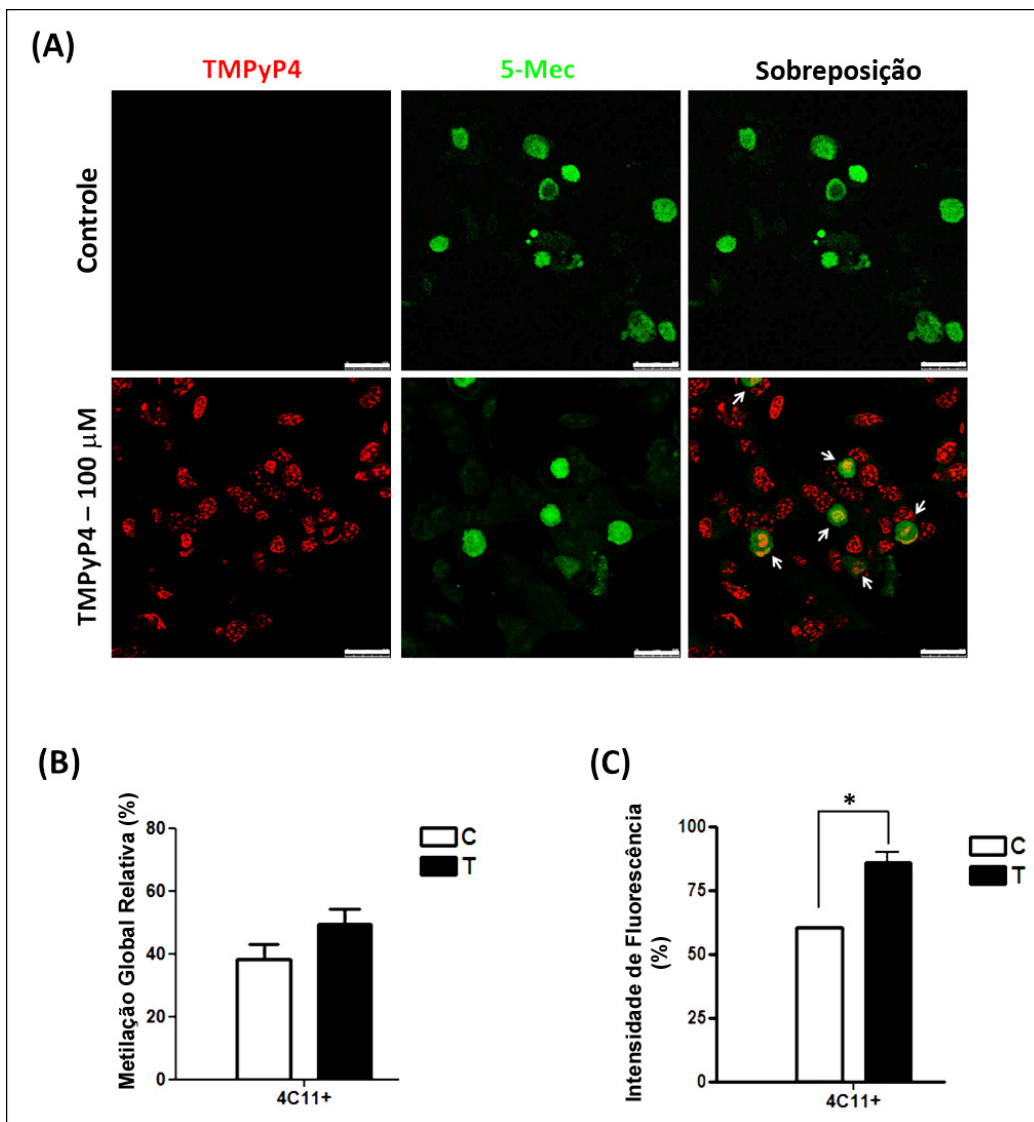 (A)
TMPyP4
5-Mec
Sobreposição
Controle
TMPyP4 – 100 µM
(B)
Metilação Global Relativa (%)
80
60
40
20
0
C
T
4C11+
(C)
Intensidade de Fluorescência
(%)
100
75
50
25
0
*
C
T
4C11+